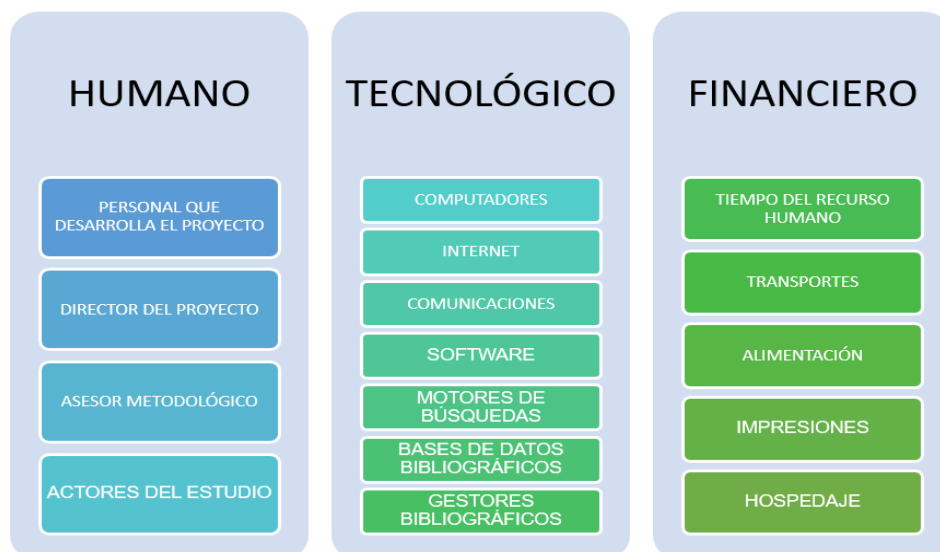 HUMANO
PERSONAL QUE
DESARROLLA EL PROYECTO
DIRECTOR DEL PROYECTO
ASESOR METODOLÓGICO
ACTORES DEL ESTUDIO
TECNOLÓGICO
COMPUTADORES
INTERNET
COMUNICACIONES
SOFTWARE
MOTORES DE
BÚSQUEDAS
BASES DE DATOS
BIBLIOGRÁFICOS
GESTORES
BIBLIOGRÁFICOS
FINANCIERO
TIEMPO DEL RECURSO
HUMANO
TRANSPORTES
ALIMENTACIÓN
IMPRESIONES
HOSPEDAJE